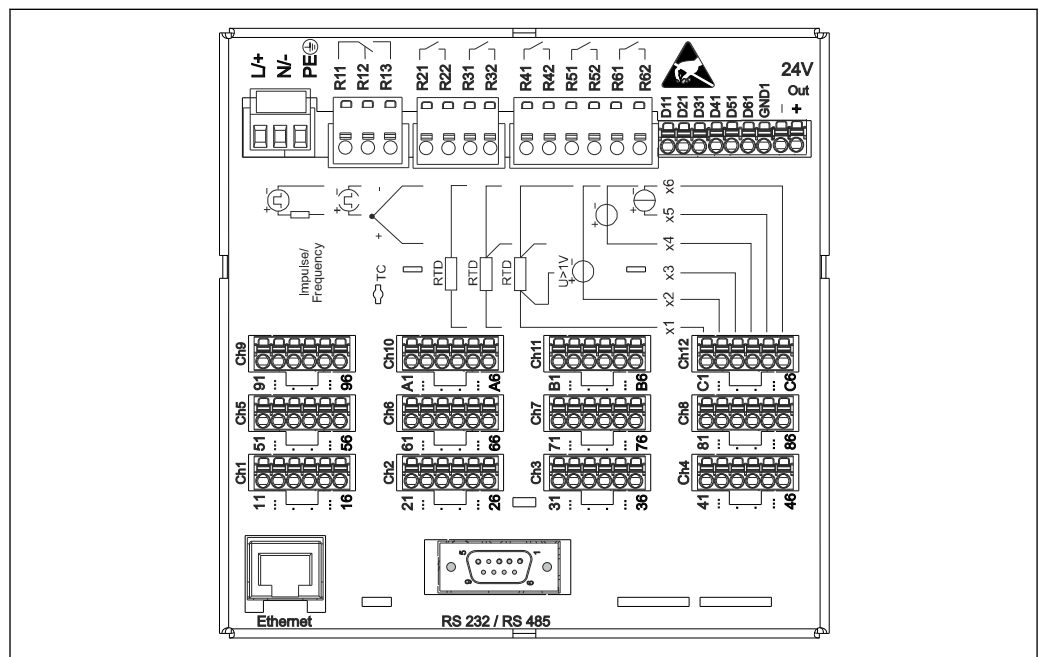 L/+ N/- PE
R11 R12 R13
R21 R22 R31 R32
R41 R42 R51 R52 R61 R62
D11 D21 D31 D41 D51 D61 GND1 - +
24V
Out
- + - + - + - + - + - +
Impulse/
Frequency
TC
RTD
RTD
RTD
U>1V
x6
x5
x4
x3
x2
x1
Ch9 91 ... . . ... 96
Ch10 A1 ... . . ... A6
Ch11 B1 ... . . ... B6
Ch12 C1 ... . . ... C6
Ch5 51 ... . . ... 56
Ch6 61 ... . . ... 66
Ch7 71 ... . . ... 76
Ch8 81 ... . . ... 86
Ch1 11 ... . . ... 16
Ch2 21 ... . . ... 26
Ch3 31 ... . . ... 36
Ch4 41 ... . . ... 46
5 1
9 6
Ethernet
RS 232 / RS 485